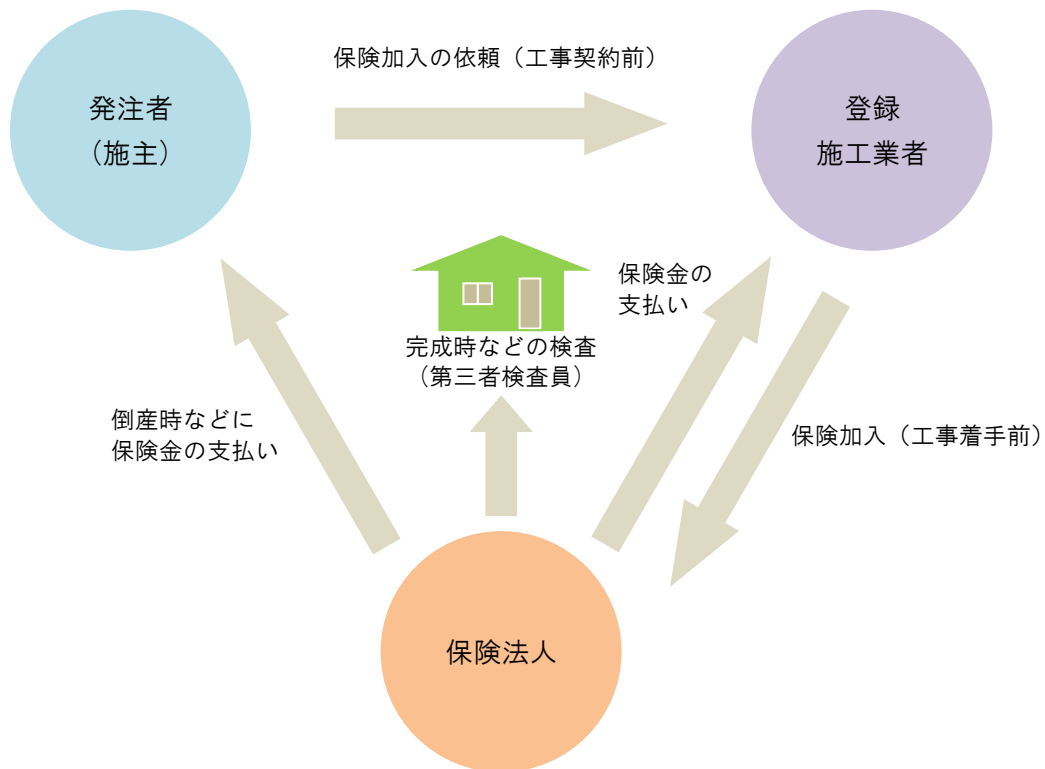 保険加入の依頼（工事契約前）
発注者
（施主）
登録
施工業者
保険金の
支払い
完成時などの検査
（第三者検査員）
倒産時などに
保険金の支払い
保険加入（工事着手前）
保険法人